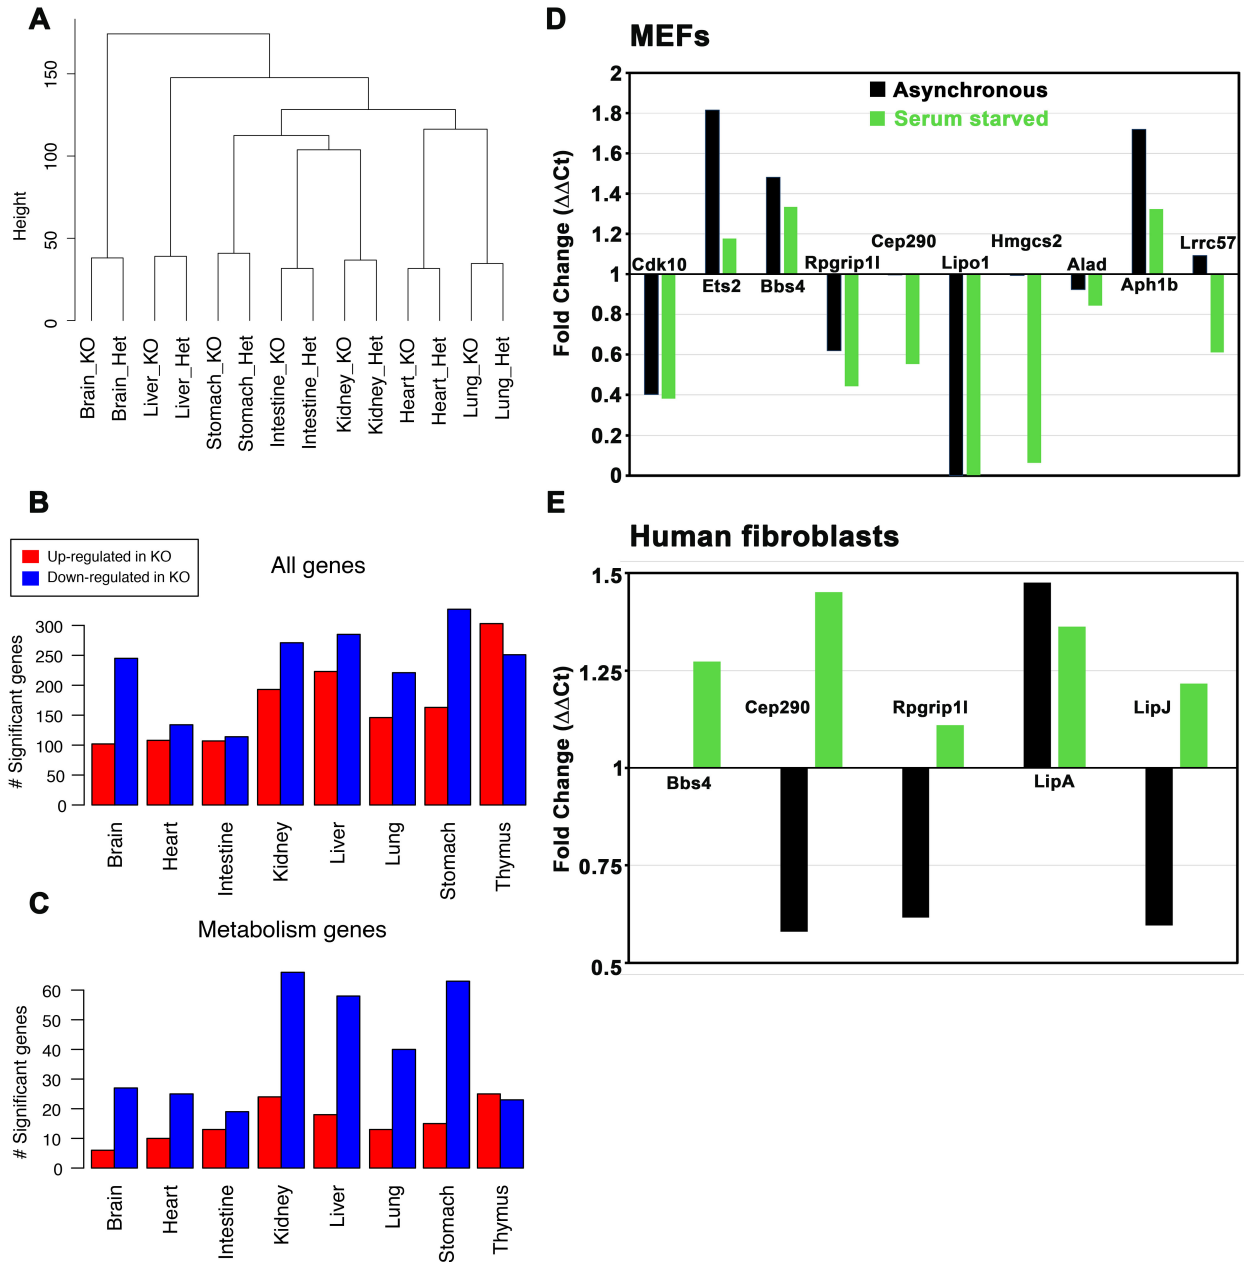 A
Height
0
50
100
150
Brain_KO
Brain_Het
Liver_KO
Liver_Het
Stomach_KO
Stomach_Het
Intestine_KO
Intestine_Het
Kidney_KO
Kidney_Het
Heart_KO
Heart_Het
Lung_KO
Lung_Het
B
Up-regulated in KO
Down-regulated in KO
All genes
# Significant genes
300
250
200
150
100
50
0
Brain
Heart
Intestine
Kidney
Liver
Lung
Stomach
Thymus
C
Metabolism genes
# Significant genes
60
50
40
30
20
10
0
Brain
Heart
Intestine
Kidney
Liver
Lung
Stomach
Thymus
D
MEFs
Asynchronous
Serum starved
Fold Change (ΔΔCt)
2
1.8
1.6
1.4
1.2
1
0.8
0.6
0.4
0.2
0
Cdk10
Ets2
Bbs4
Rpgrip1l
Cep290
Lipo1
Hmgcs2
Alad
Aph1b
Lrrc57
E
Human fibroblasts
Fold Change (ΔΔCt)
1.5
1.25
1
0.75
0.5
Bbs4
Cep290
Rpgrip1l
LipA
LipJ